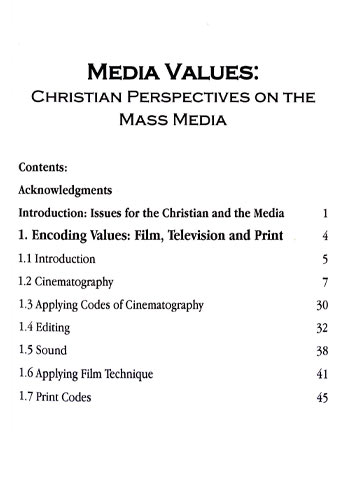 MEDIA VALUES:
CHRISTIAN PERSPECTIVES ON THE
MASS MEDIA
Contents:
Acknowledgments
Introduction: Issues for the Christian and the Media 1
1. Encoding Values: Film, Television and Print 4
1.1 Introduction 5
1.2 Cinematography 7
1.3 Applying Codes of Cinematography 30
1.4 Editing 32
1.5 Sound 38
1.6 Applying Film Technique 41
1.7 Print Codes 45